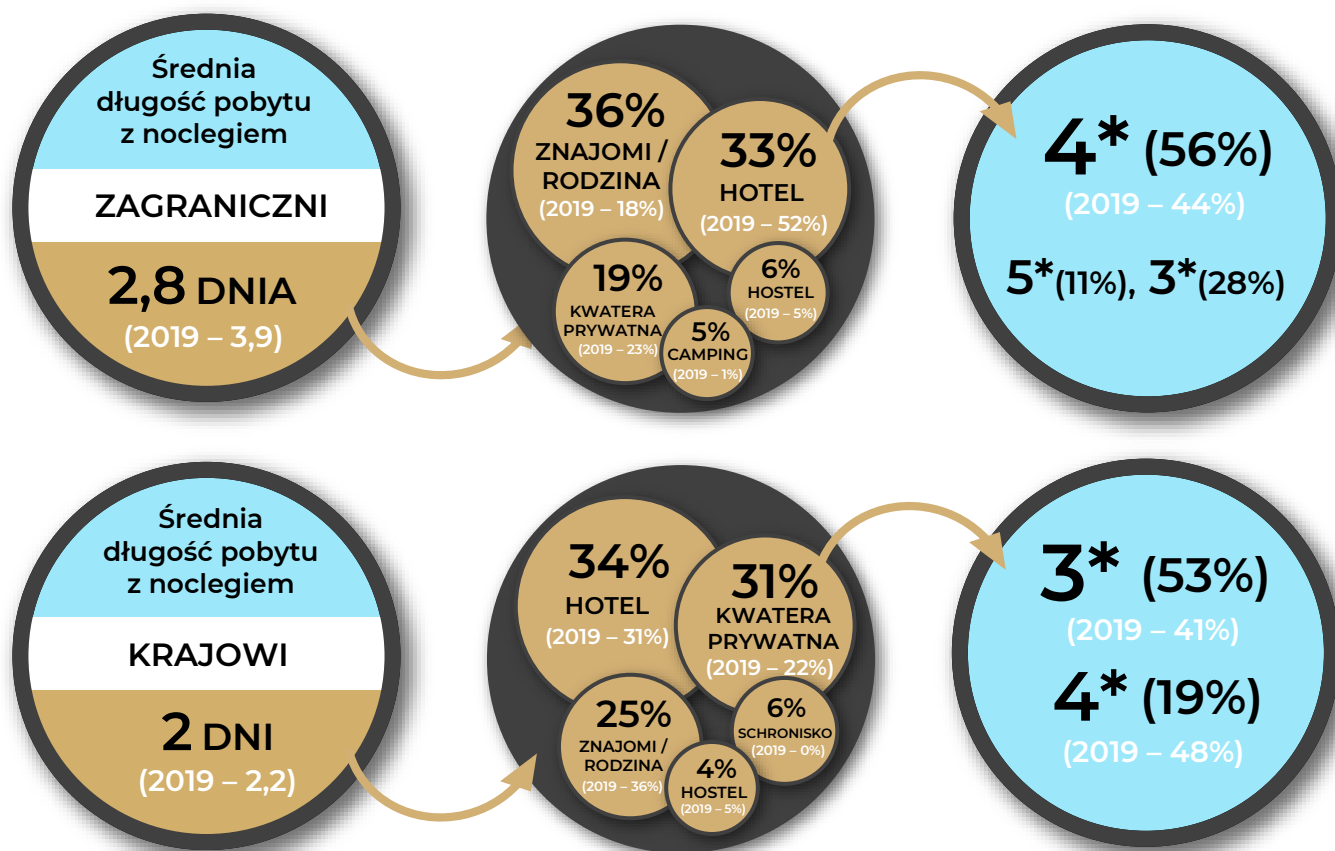 Średnia
długość pobytu
z noclegiem
ZAGRANICZNI
2,8 DNIA
(2019 – 3,9)
36%
ZNAJOMI /
RODZINA
(2019 – 18%)
33%
HOTEL
(2019 – 52%)
19%
KWATERA
PRYWATNA
(2019 – 23%)
6%
HOSTEL
(2019 – 5%)
5%
CAMPING
(2019 – 1%)
4* (56%)
(2019 – 44%)
5*(11%), 3*(28%)
Średnia
długość pobytu
z noclegiem
KRAJOWI
2 DNI
(2019 – 2,2)
34%
HOTEL
(2019 – 31%)
31%
KWATERA
PRYWATNA
(2019 – 22%)
25%
ZNAJOMI /
RODZINA
(2019 – 36%)
6%
SCHRONISKO
(2019 – 0%)
4%
HOSTEL
(2019 – 5%)
3* (53%)
(2019 – 41%)
4* (19%)
(2019 – 48%)